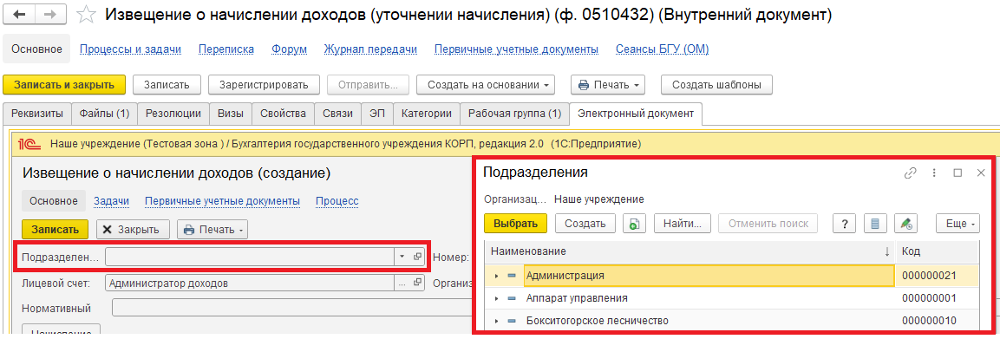 Извещение о начислении доходов (уточнении начисления) (ф. 0510432) (Внутренний документ)
Основное Процессы и задачи Переписка Форум Журнал передачи Первичные учетные документы Сеансы БГУ (ОМ)
Записать и закрыть Записать Зарегистрировать Отправить... Создать на основании Печать Создать шаблоны
Реквизиты Файлы (1) Резолюции Визы Свойства Связи ЭП Категории Рабочая группа (1) Электронный документ
1С Наше учреждение (Тестовая зона ) / Бухгалтерия государственного учреждения КОРП, редакция 2.0 (1С:Предприятие)
Извещение о начислении доходов (создание)
Основное Задачи Первичные учетные документы Процесс
Записать Закрыть Печать
Подразделен... Номер:
Лицевой счет: Администратор доходов ... Организ
Нормативный
Начисление
Подразделения
Организац... Наше учреждение
Выбрать Создать Найти... Отменить поиск ? Еще
Наименование ↓ Код
Администрация 000000021
Аппарат управления 000000001
Бокситогорское лесничество 000000010